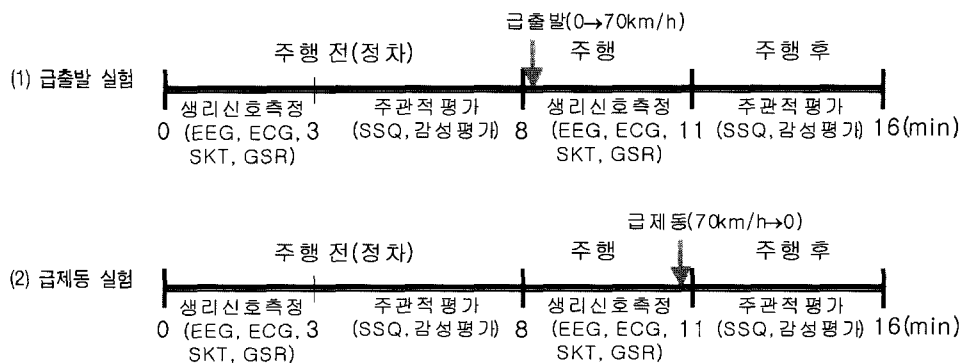 급출발(0→70km/h)
주행 전(정차) 주행 주행 후
(1) 급출발 실험
생리신호측정 주관적평가 생리신호측정 주관적평가
0 (EEG, ECG, 3 (SSQ,감성평가) 8 (EEG, ECG, 11 (SSQ,감성평가) 16(min)
SKT, GSR) SKT, GSR)
급제동(70km/h→0)
주행 전(정차) 주행 주행 후
(2) 급제동 실험
생리신호측정 주관적평가 생리신호측정 주관적평가
0 (EEG, ECG, 3 (SSQ,감성평가) 8 (EEG, ECG, 11 (SSQ,감성평가) 16(min)
SKT, GSR) SKT, GSR)